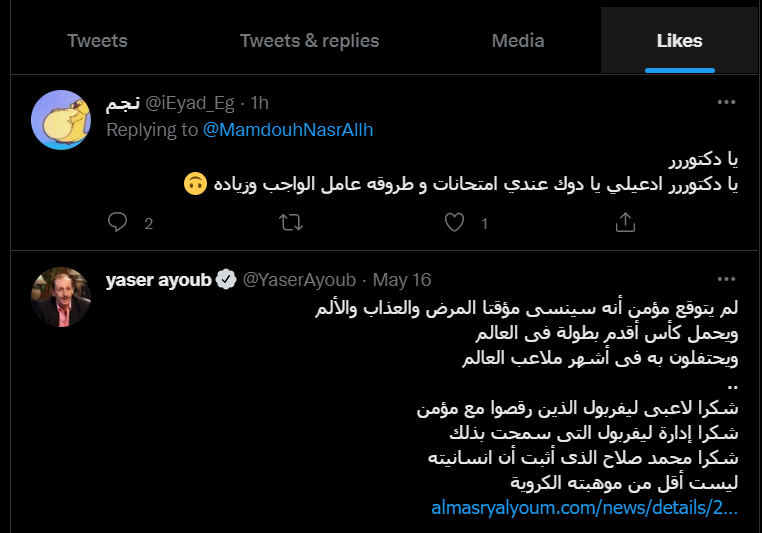 Tweets
Tweets & replies
Media
Likes
نجم @iEyad_Eg · 1h
Replying to @MamdouhNasrAllh
يا دكتوررر
يا دكتوررر ادعيلي يا دوك عندي امتحانات و طروقه عامل الواجب وزياده 🙃
2
1
yaser ayoub @YaserAyoub · May 16
لم يتوقع مؤمن أنه سينسى مؤقتا المرض والعذاب والألم
ويحمل كأس أقدم بطولة فى العالم
ويحتفلون به فى أشهر ملاعب العالم
..
شكرا لاعبى ليفربول الذين رقصوا مع مؤمن
شكرا إدارة ليفربول التى سمحت بذلك
شكرا محمد صلاح الذى أثبت أن انسانيته
ليست أقل من موهبته الكروية
almasryalyoum.com/news/details/2…